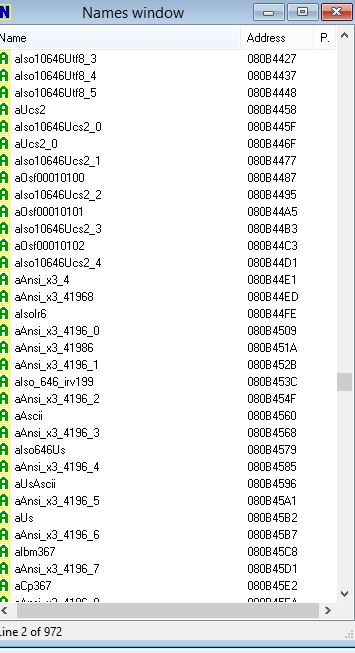 Names window
Name Address P.
aIso10646Utf8_3 080B4427
aIso10646Utf8_4 080B4437
aIso10646Utf8_5 080B4448
aUcs2 080B4458
aIso10646Ucs2_0 080B445F
aUcs2_0 080B446F
aIso10646Ucs2_1 080B4477
aOsf00010100 080B4487
aIso10646Ucs2_2 080B4495
aOsf00010101 080B44A5
aIso10646Ucs2_3 080B44B3
aOsf00010102 080B44C3
aIso10646Ucs2_4 080B44D1
aAnsi_x3_4 080B44E1
aAnsi_x3_41968 080B44ED
aIsoIr6 080B44FE
aAnsi_x3_4196_0 080B4509
aAnsi_x3_41986 080B451A
aAnsi_x3_4196_1 080B452B
aIso_646_irv199 080B453C
aAnsi_x3_4196_2 080B454F
aAscii 080B4560
aAnsi_x3_4196_3 080B4568
aIso646Us 080B4579
aAnsi_x3_4196_4 080B4585
aUsAscii 080B4596
aAnsi_x3_4196_5 080B45A1
aUs 080B45B2
aAnsi_x3_4196_6 080B45B7
aIbm367 080B45C8
aAnsi_x3_4196_7 080B45D1
aCp367 080B45E2
Line 2 of 972